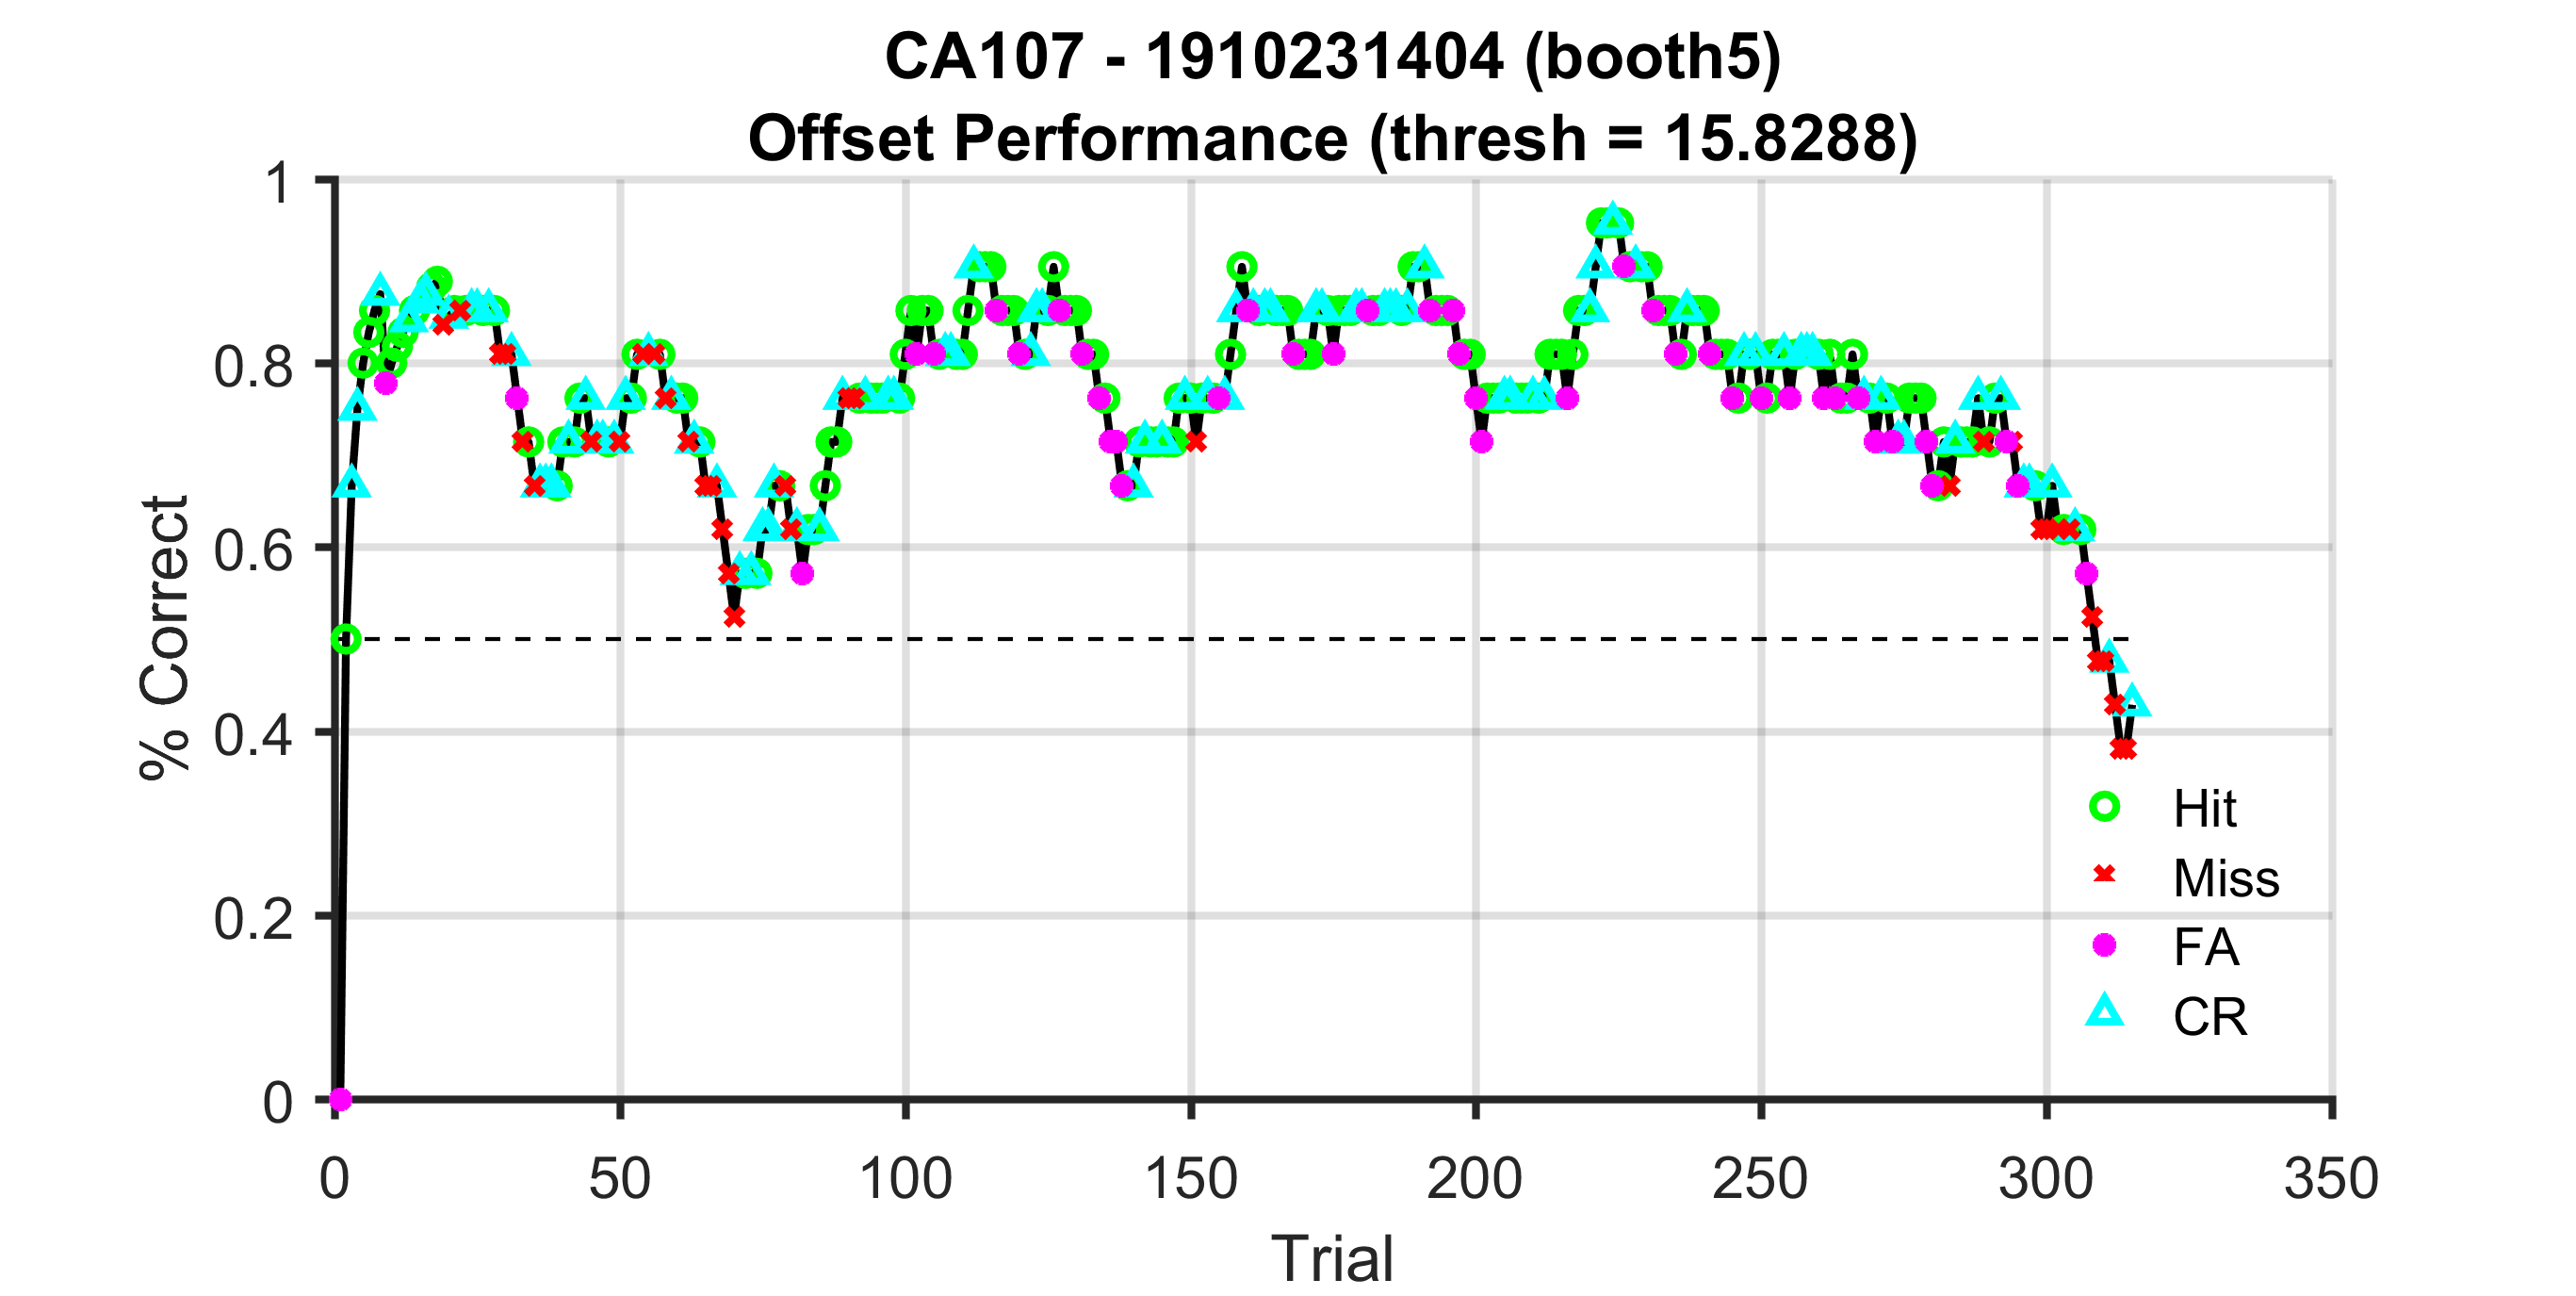 CA107 - 1910231404 (booth5)
Offset Performance (thresh = 15.8288)
1
0.8
0.6
0.4
0.2
0
% Correct
0 50 100 150 200 250 300 350
Trial
Hit
Miss
FA
CR